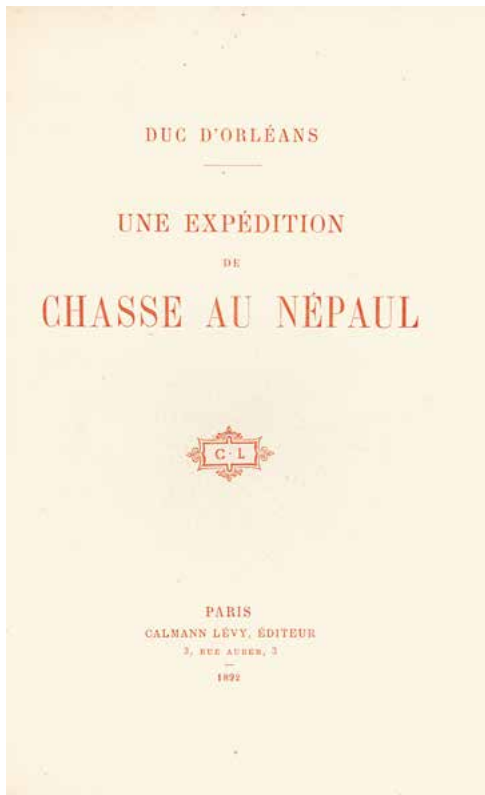 DUC D'ORLÉANS
UNE EXPÉDITION
DE
CHASSE AU NÉPAUL
C·L
PARIS
CALMANN LÉVY, ÉDITEUR
3, RUE AUBER, 3
1892